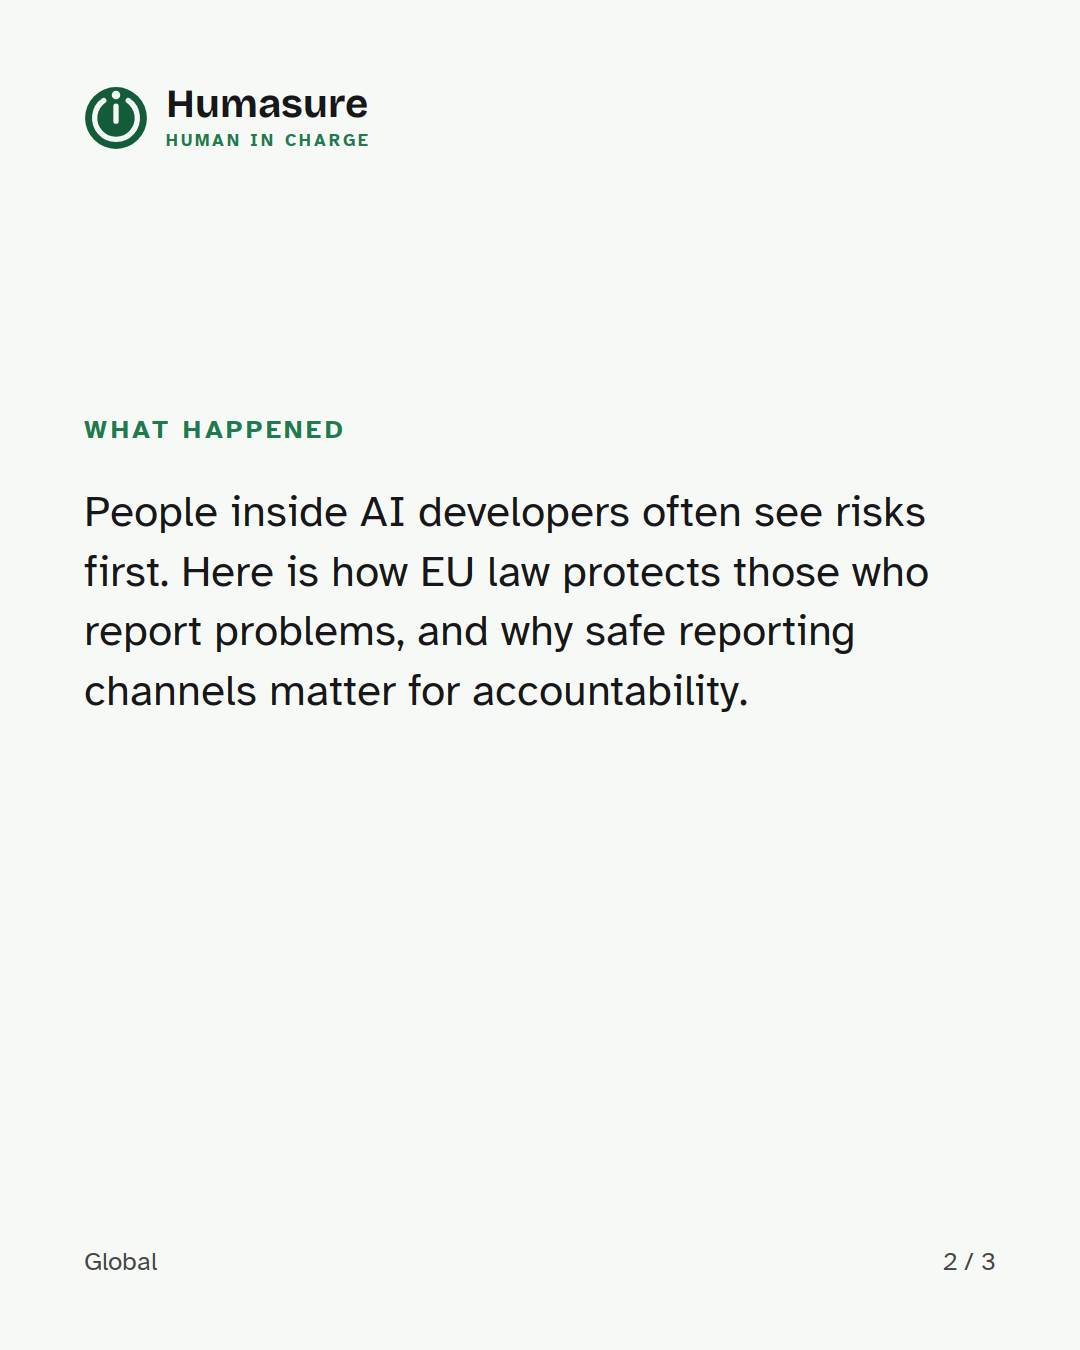 Humasure
HUMAN IN CHARGE
WHAT HAPPENED
People inside AI developers often see risks
first. Here is how EU law protects those who
report problems, and why safe reporting
channels matter for accountability.
Global
2 / 3